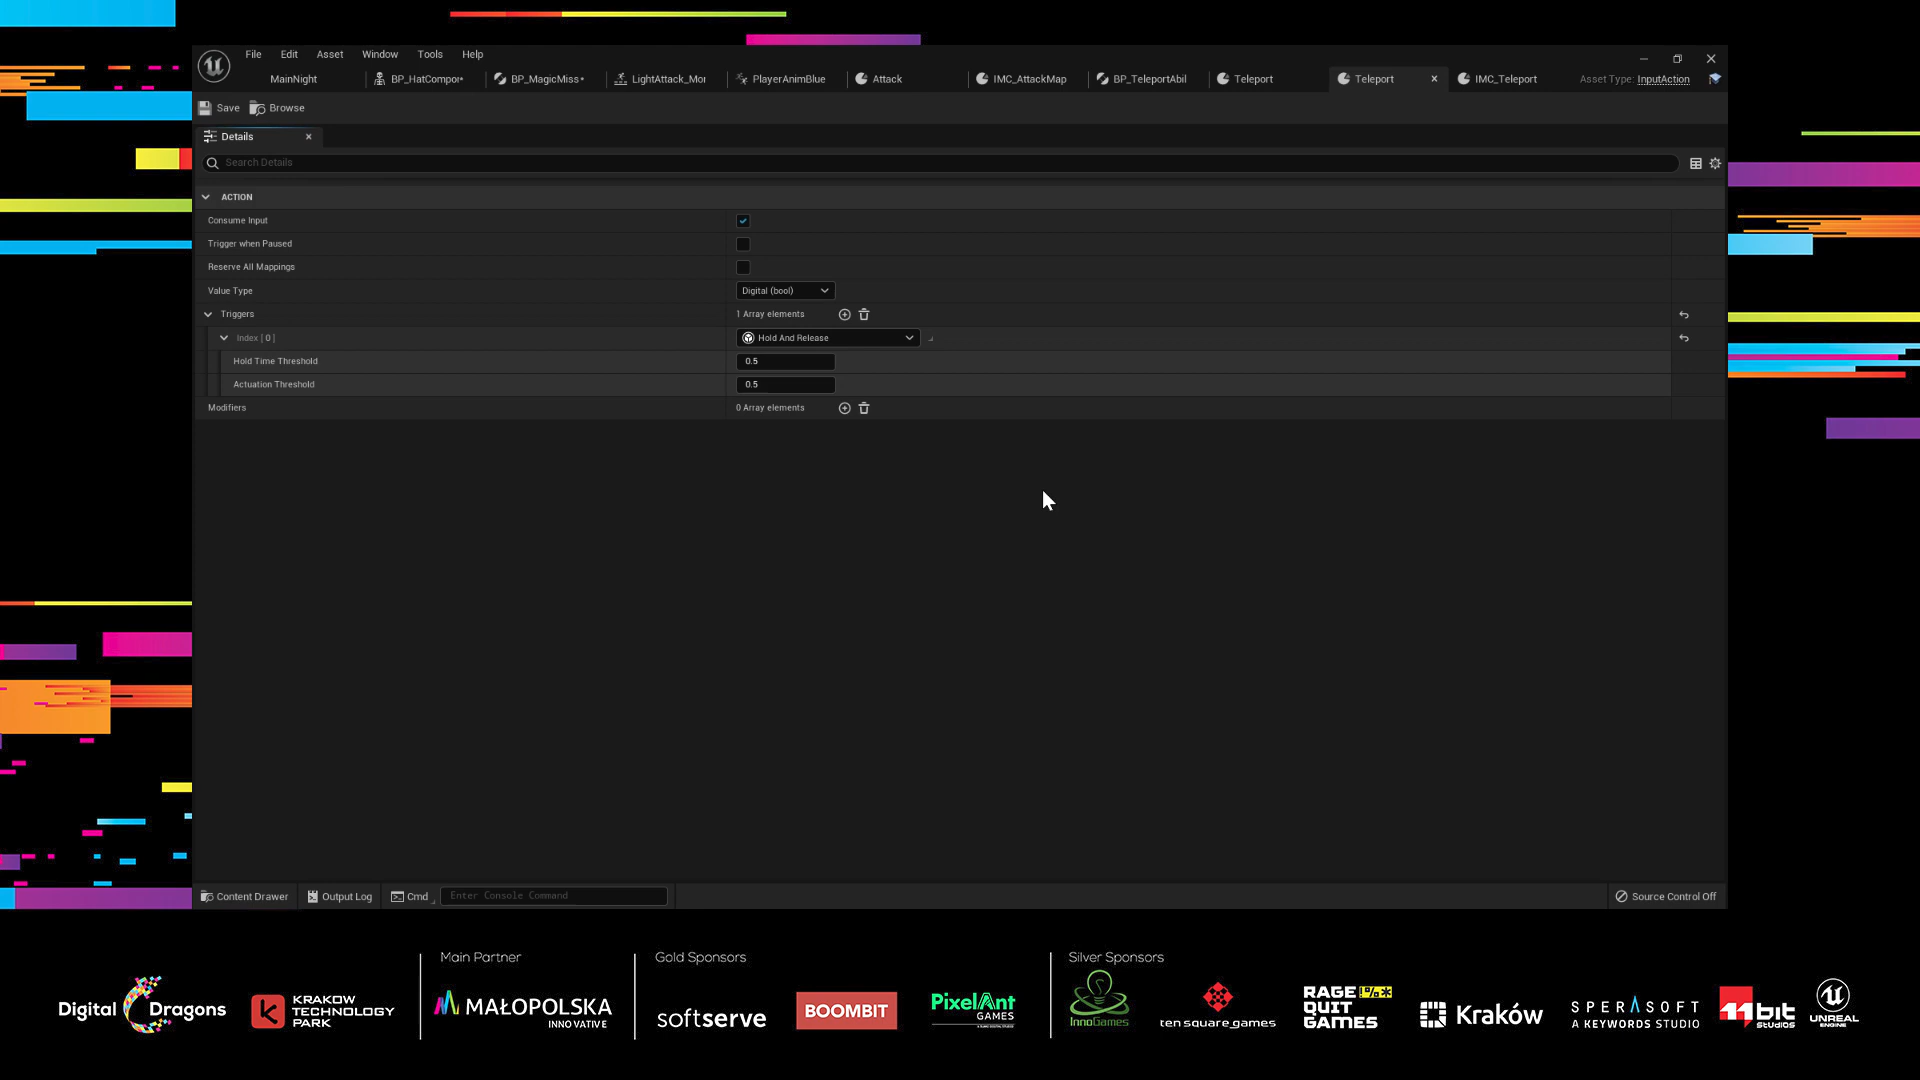 File Edit Asset Window Tools Help
MainNight BP_HatCompor• BP_MagicMiss• LightAttack_Mor PlayerAnimBlue Attack IMC_AttackMap BP_TeleportAbil Teleport Teleport IMC_Teleport Asset Type: InputAction
Save Browse
Details
Search Details
ACTION
Consume Input
Trigger when Paused
Reserve All Mappings
Value Type Digital (bool)
Triggers 1 Array elements
Index [ 0 ] Hold And Release
Hold Time Threshold 0.5
Actuation Threshold 0.5
Modifiers 0 Array elements
Content Drawer Output Log Cmd Enter Console Command Source Control Off
Main Partner Gold Sponsors Silver Sponsors
Digital Dragons
KRAKOW
TECHNOLOGY
PARK
MAŁOPOLSKA
INNOVATIVE
softserve
BOOMBIT
PixelAnt
GAMES
InnoGames
ten square games
RAGE !%*
QUIT
GAMES
Kraków
SPERASOFT
A KEYWORDS STUDIO
11bit
studios
UNREAL
ENGINE